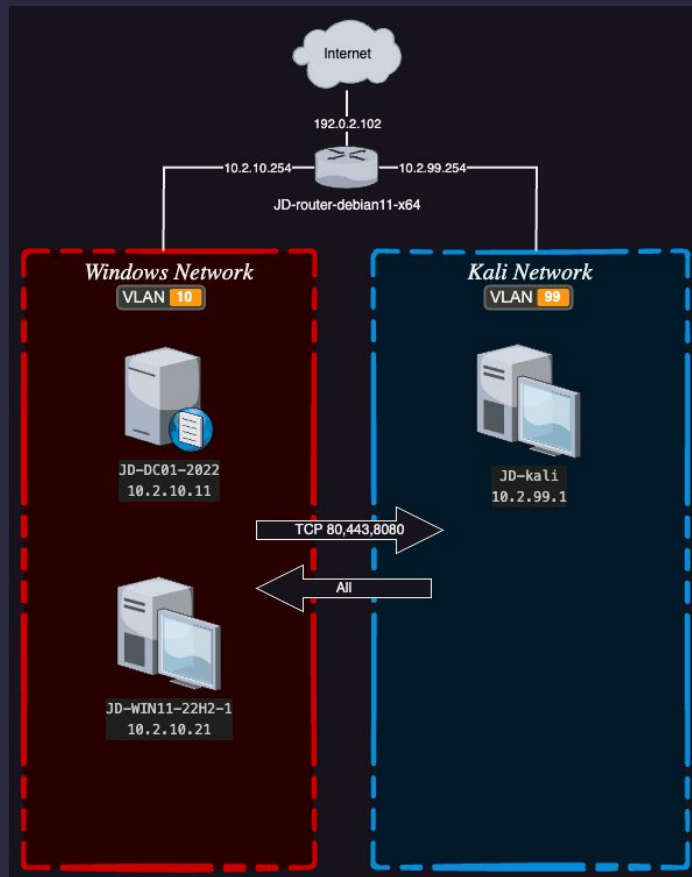 Internet
192.0.2.102
10.2.10.254
10.2.99.254
JD-router-debian11-x64
Windows Network
VLAN 10
Kali Network
VLAN 99
JD-DC01-2022
10.2.10.11
JD-kali
10.2.99.1
TCP 80,443,8080
All
JD-WIN11-22H2-1
10.2.10.21